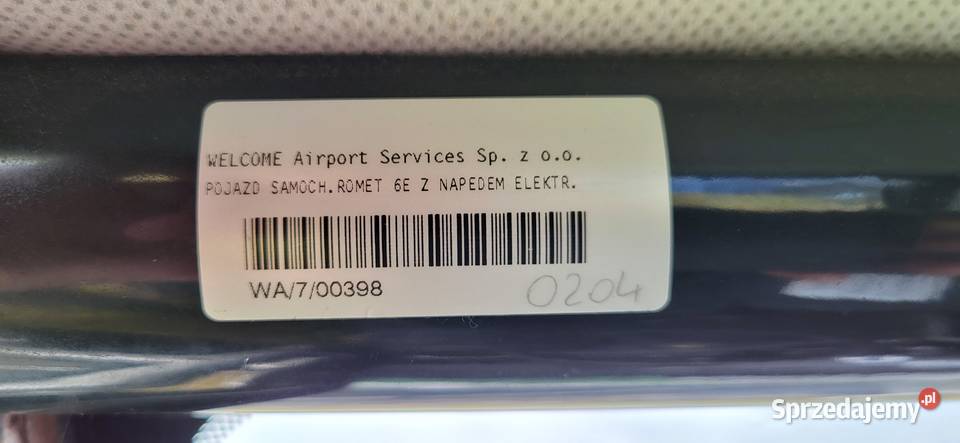 WELCOME Airport Services Sp. z o.o.
POJAZD SAMOCH.ROMET 6E Z NAPEDEM ELEKTR.
WA/7/00398
0204
Sprzedajemy.pl